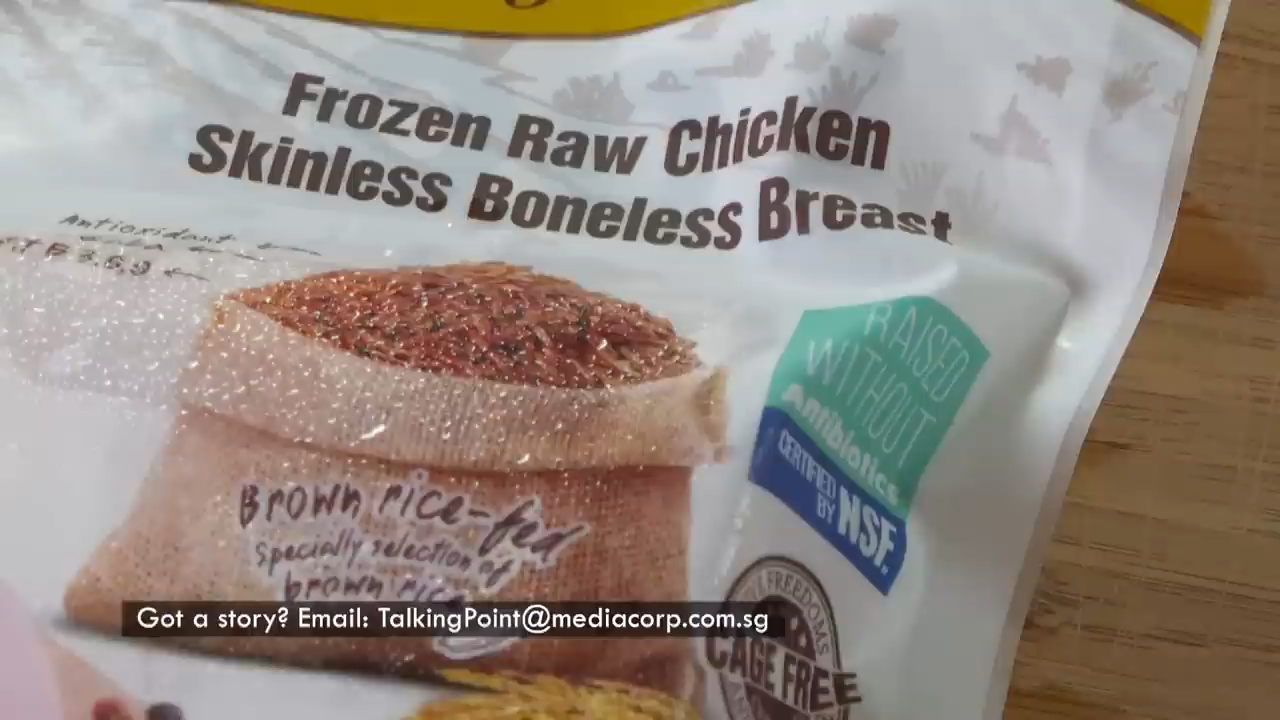 Frozen Raw Chicken
Skinless Boneless Breast
Antioxidant
RAISED
WITHOUT
Antibiotics
CERTIFIED
BY NSF
Brown rice-fed
Specially selection of
brown rice
FREEDOMS
CAGE FREE
Got a story? Email: TalkingPoint@mediacorp.com.sg